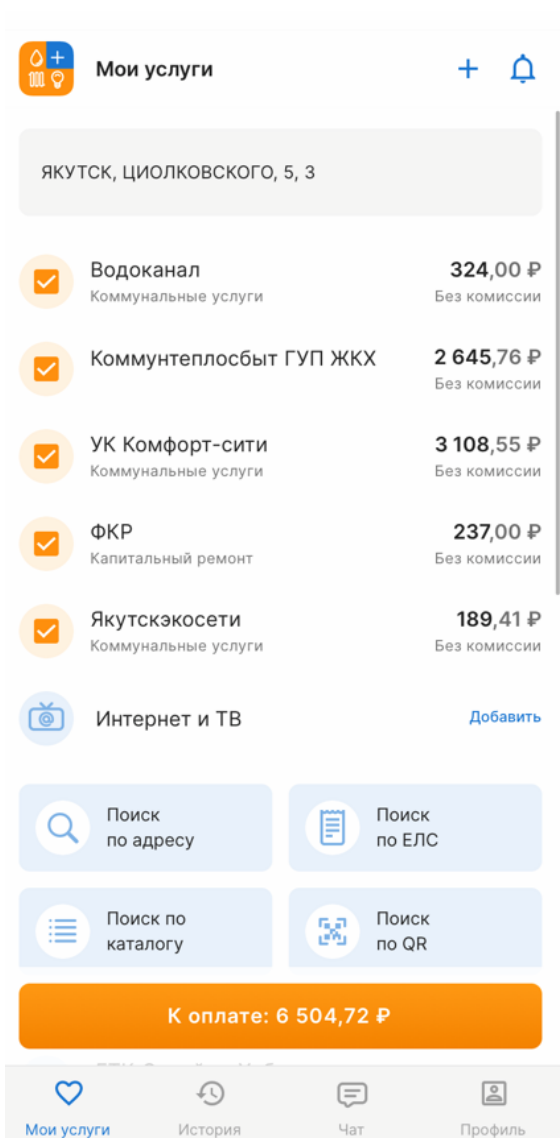 Мои услуги
ЯКУТСК, ЦИОЛКОВСКОГО, 5, 3
Водоканал 324,00 ₽
Коммунальные услуги Без комиссии
Коммунтеплосбыт ГУП ЖКХ 2 645,76 ₽
Без комиссии
УК Комфорт-сити 3 108,55 ₽
Коммунальные услуги Без комиссии
ФКР 237,00 ₽
Капитальный ремонт Без комиссии
Якутскэкосети 189,41 ₽
Коммунальные услуги Без комиссии
Интернет и ТВ Добавить
Поиск
по адресу
Поиск
по ЕЛС
Поиск по
каталогу
Поиск
по QR
К оплате: 6 504,72 ₽
Мои услуги История Чат Профиль